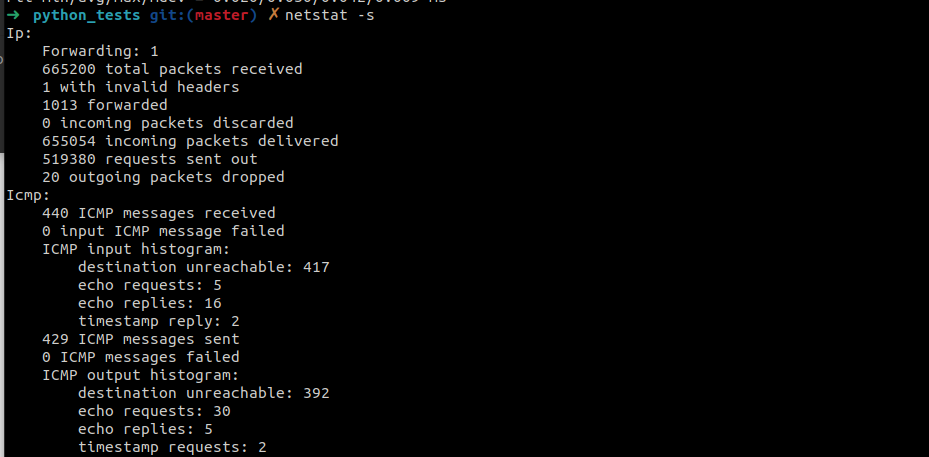 ➜ python_tests git:(master) ✗ netstat -s
Ip:
    Forwarding: 1
    665200 total packets received
    1 with invalid headers
    1013 forwarded
    0 incoming packets discarded
    655054 incoming packets delivered
    519380 requests sent out
    20 outgoing packets dropped
Icmp:
    440 ICMP messages received
    0 input ICMP message failed
    ICMP input histogram:
        destination unreachable: 417
        echo requests: 5
        echo replies: 16
        timestamp reply: 2
    429 ICMP messages sent
    0 ICMP messages failed
    ICMP output histogram:
        destination unreachable: 392
        echo requests: 30
        echo replies: 5
        timestamp requests: 2